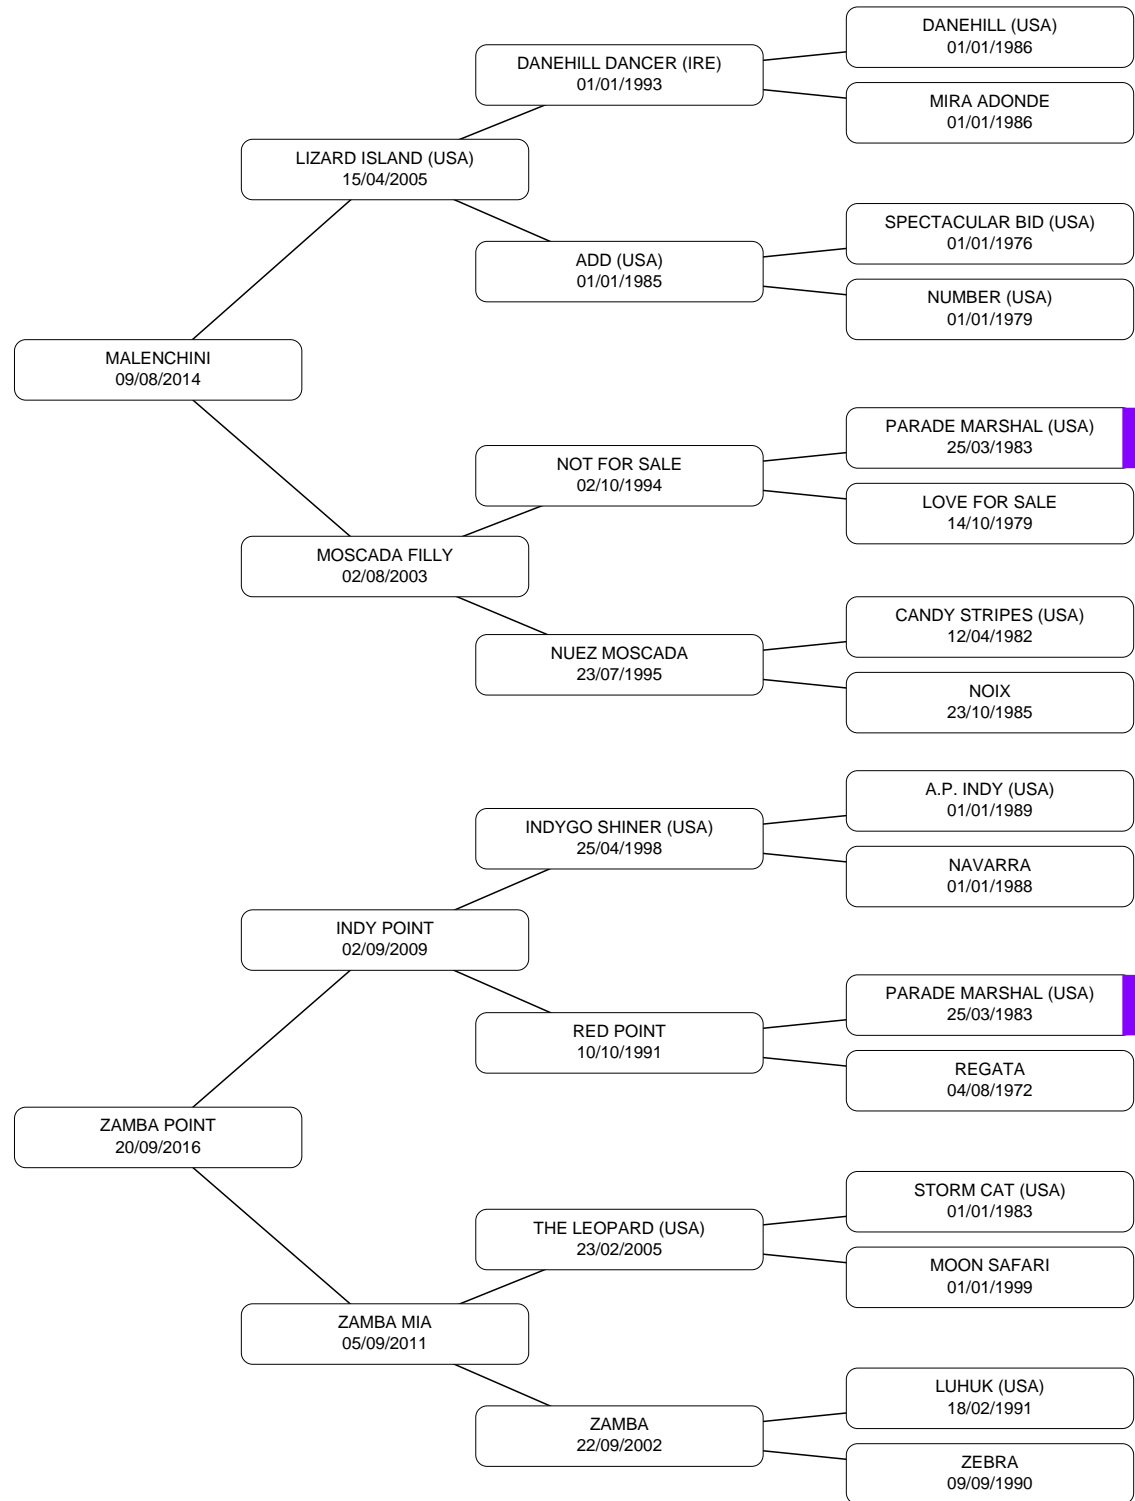 DANEHILL (USA)
01/01/1986
DANEHILL DANCER (IRE)
01/01/1993
MIRA ADONDE
01/01/1986
LIZARD ISLAND (USA)
15/04/2005
SPECTACULAR BID (USA)
01/01/1976
ADD (USA)
01/01/1985
NUMBER (USA)
01/01/1979
MALENCHINI
09/08/2014
PARADE MARSHAL (USA)
25/03/1983
NOT FOR SALE
02/10/1994
LOVE FOR SALE
14/10/1979
MOSCADA FILLY
02/08/2003
CANDY STRIPES (USA)
12/04/1982
NUEZ MOSCADA
23/07/1995
NOIX
23/10/1985
A.P. INDY (USA)
01/01/1989
INDYGO SHINER (USA)
25/04/1998
NAVARRA
01/01/1988
INDY POINT
02/09/2009
PARADE MARSHAL (USA)
25/03/1983
RED POINT
10/10/1991
REGATA
04/08/1972
ZAMBA POINT
20/09/2016
STORM CAT (USA)
01/01/1983
THE LEOPARD (USA)
23/02/2005
MOON SAFARI
01/01/1999
ZAMBA MIA
05/09/2011
LUHUK (USA)
18/02/1991
ZAMBA
22/09/2002
ZEBRA
09/09/1990